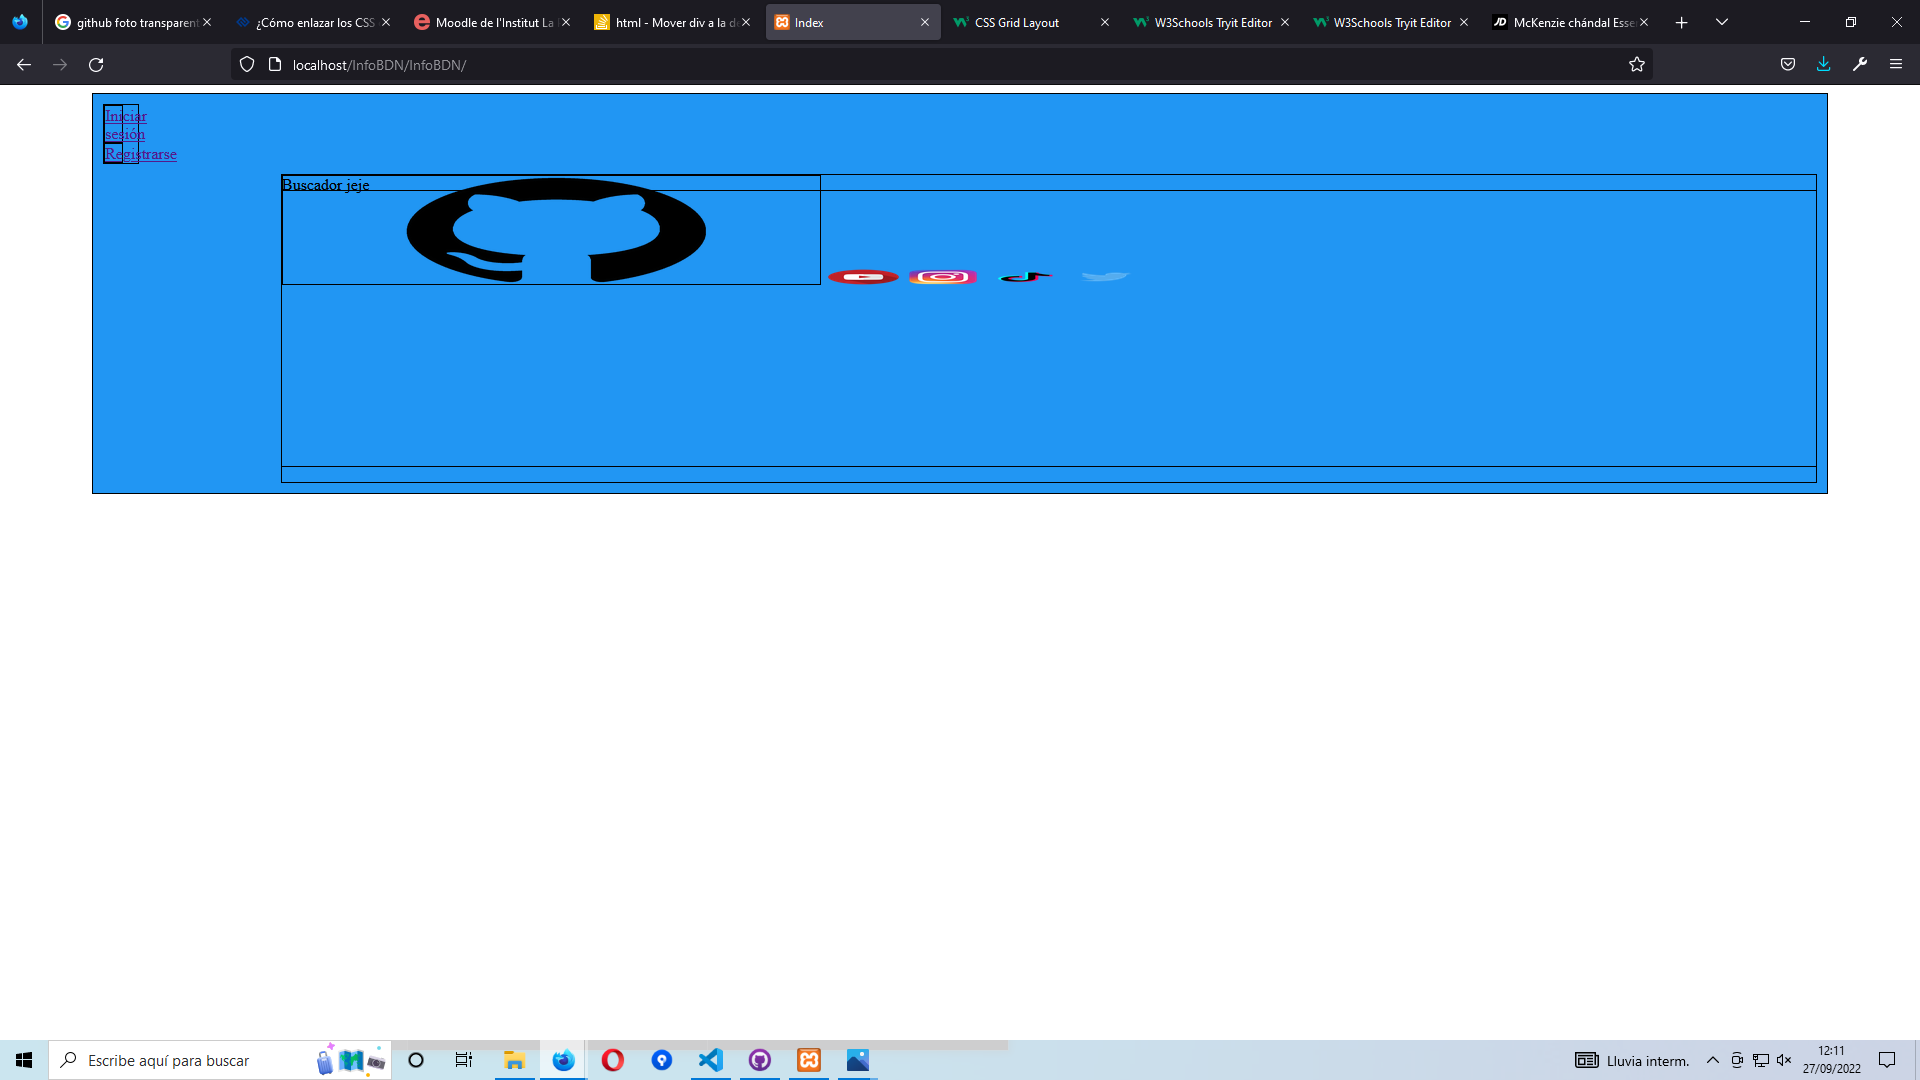 github foto transparent
¿Cómo enlazar los CSS
Moodle de l'Institut La
html - Mover div a la d
Index
CSS Grid Layout
W3Schools Tryit Editor
W3Schools Tryit Editor
McKenzie chándal Esse
localhost/InfoBDN/InfoBDN/
Iniciar
sesión
Registrarse
Buscador jeje
Escribe aquí para buscar
Lluvia interm.
12:11
27/09/2022